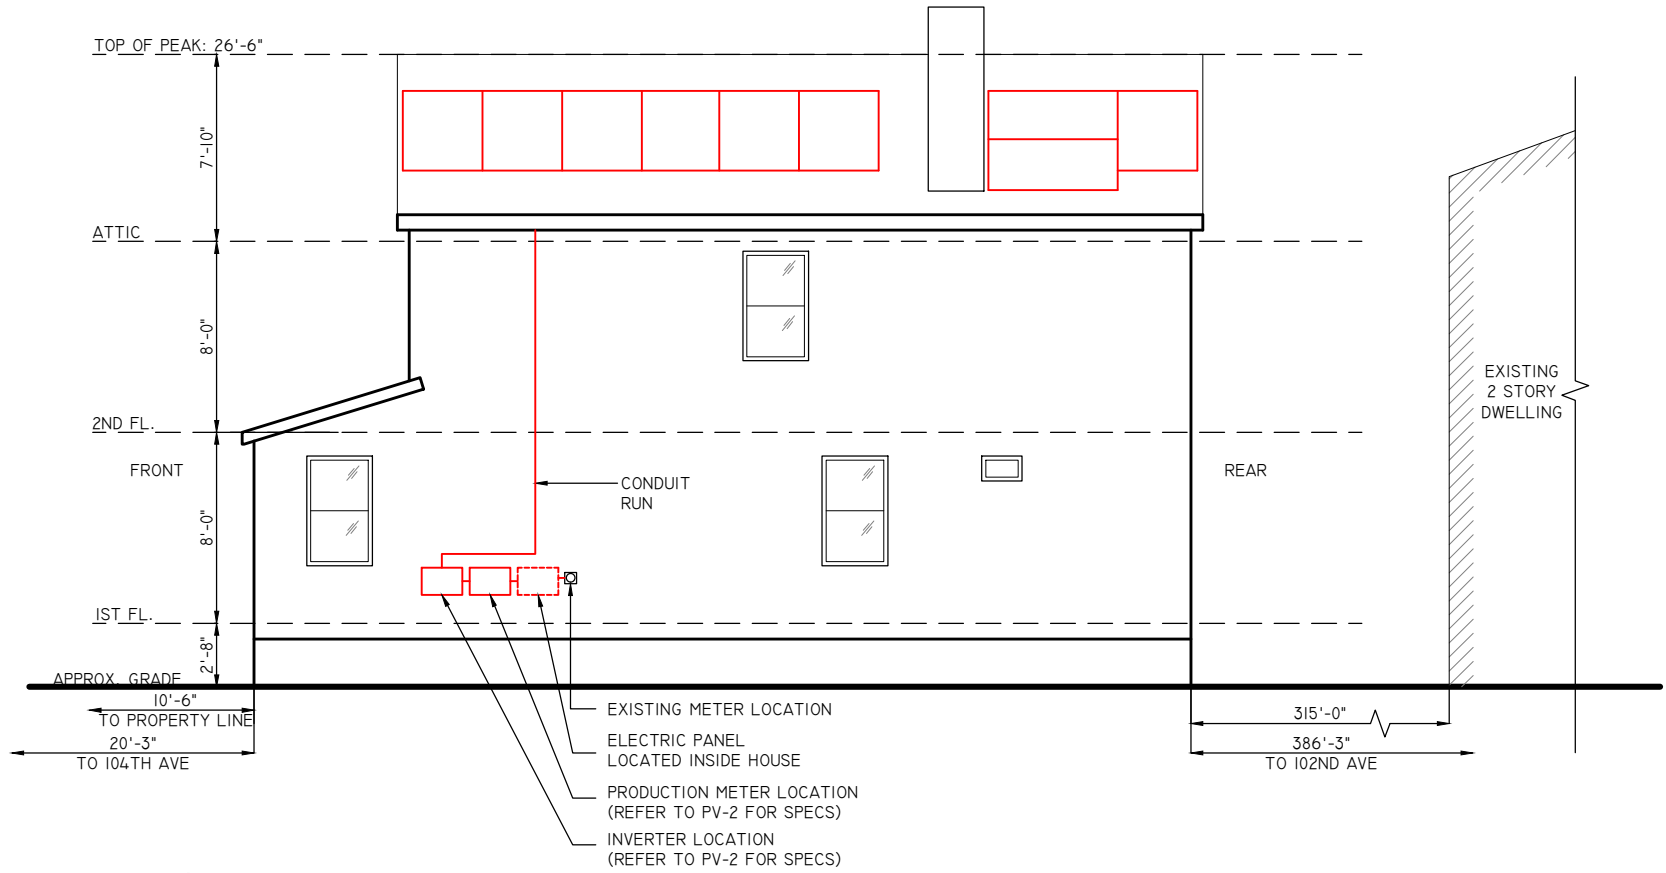 TOP OF PEAK: 26'-6"
7'-10"
ATTIC
8'-0"
2ND FL.
FRONT
REAR
8'-0"
CONDUIT
RUN
EXISTING
2 STORY
DWELLING
1ST FL.
2'-8"
APPROX. GRADE
10'-6"
TO PROPERTY LINE
20'-3"
TO 104TH AVE
EXISTING METER LOCATION
ELECTRIC PANEL
LOCATED INSIDE HOUSE
PRODUCTION METER LOCATION
(REFER TO PV-2 FOR SPECS)
INVERTER LOCATION
(REFER TO PV-2 FOR SPECS)
315'-0"
386'-3"
TO 102ND AVE